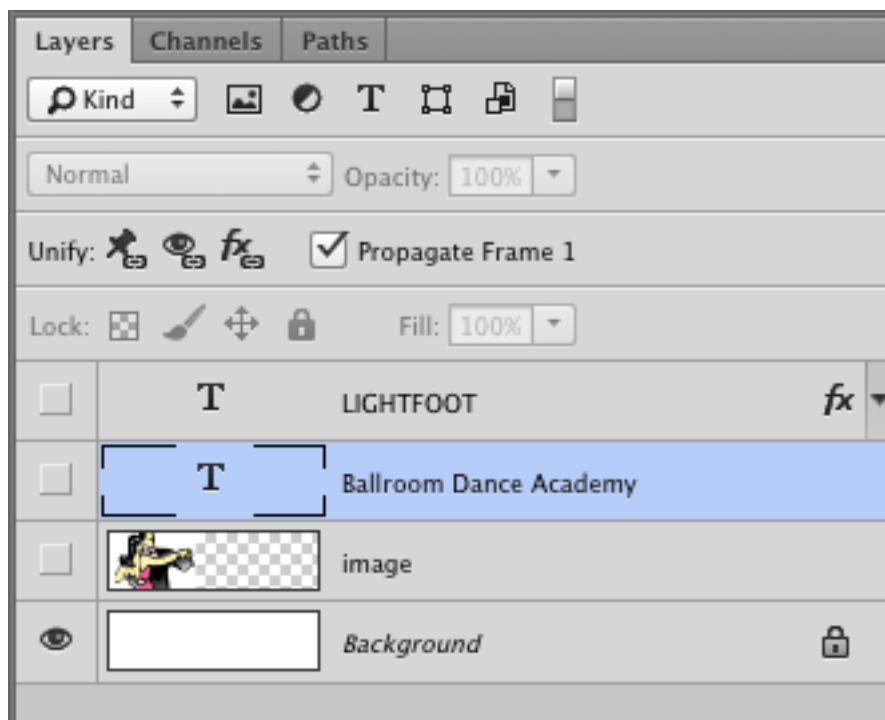 Layers Channels Paths
Kind T
Normal Opacity: 100%
Unify: fx Propagate Frame 1
Lock: Fill: 100%
T LIGHTFOOT fx
T Ballroom Dance Academy
image
Background